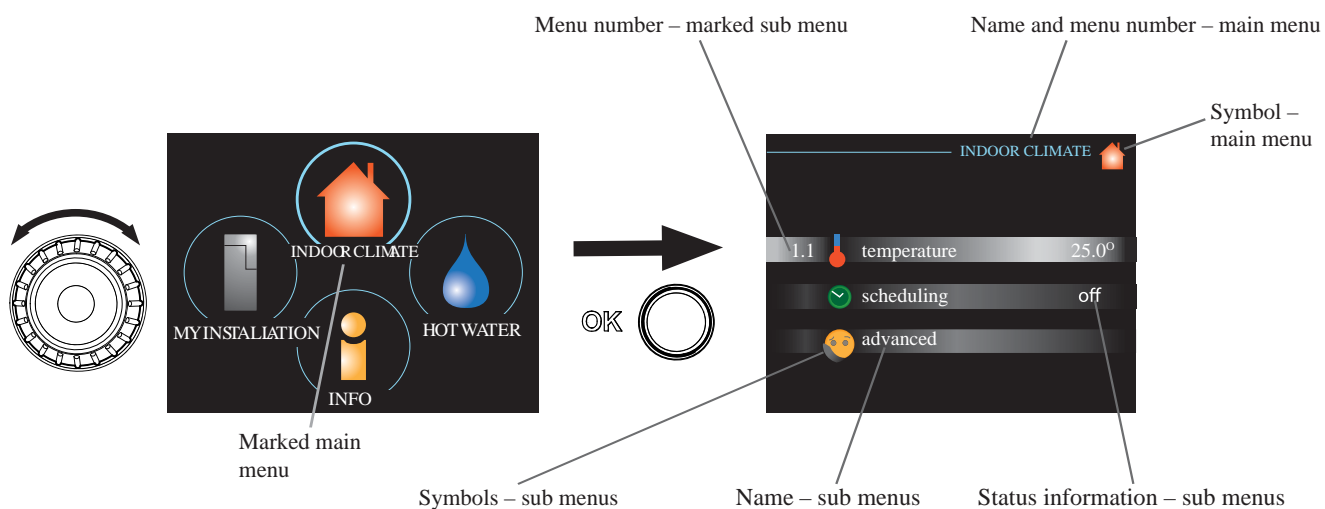 Menu number – marked sub menu
Name and menu number – main menu
Symbol –
main menu
INDOOR CLIMATE
MY INSTALLATION
HOT WATER
INFO
OK
INDOOR CLIMATE
1.1 temperature 25.0°
scheduling off
advanced
Marked main
menu
Symbols – sub menus
Name – sub menus
Status information – sub menus